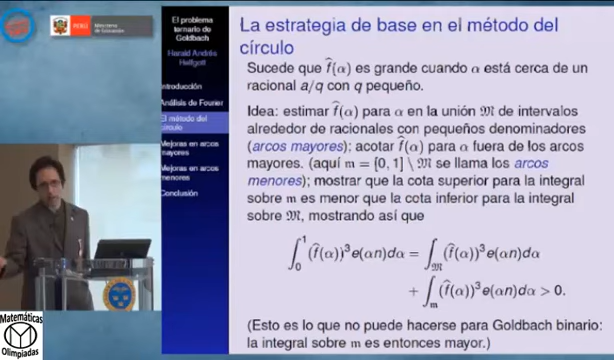 PERÚ
Ministerio
de Educación
El problema
ternario de
Goldbach
Harald Andrés
Helfgott
Introducción
Análisis de Fourier
El método del
círculo
Mejoras en arcos
mayores
Mejoras en arcos
menores
Conclusión
La estrategia de base en el método del
círculo
Sucede que f̂(α) es grande cuando α está cerca de un
racional a/q con q pequeño.
Idea: estimar f̂(α) para α en la unión 𝔐 de intervalos
alrededor de racionales con pequeños denominadores
(arcos mayores); acotar f̂(α) para α fuera de los arcos
mayores. (aquí 𝔪 = [0, 1] \ 𝔐 se llama los arcos
menores); mostrar que la cota superior para la integral
sobre 𝔪 es menor que la cota inferior para la integral
sobre 𝔐, mostrando así que
∫₀¹ (f̂(α))³e(αn)dα = ∫_𝔐 (f̂(α))³e(αn)dα
+ ∫_𝔪 (f̂(α))³e(αn)dα > 0.
(Esto es lo que no puede hacerse para Goldbach binario:
la integral sobre 𝔪 es entonces mayor.)
Matemáticas
Olimpiadas